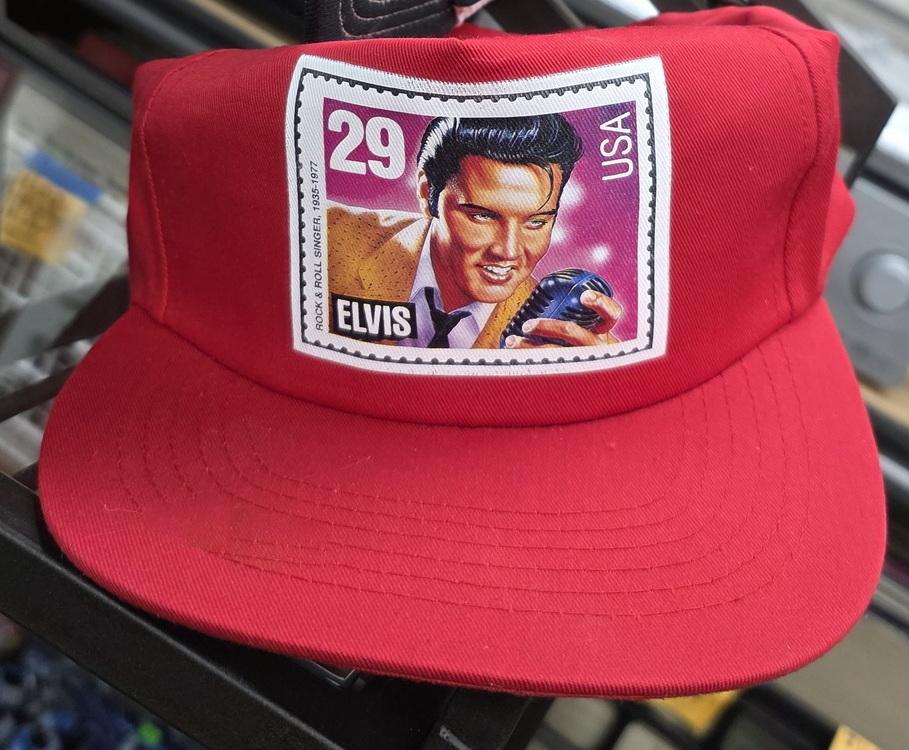 29
USA
ROCK & ROLL SINGER, 1935-1977
ELVIS